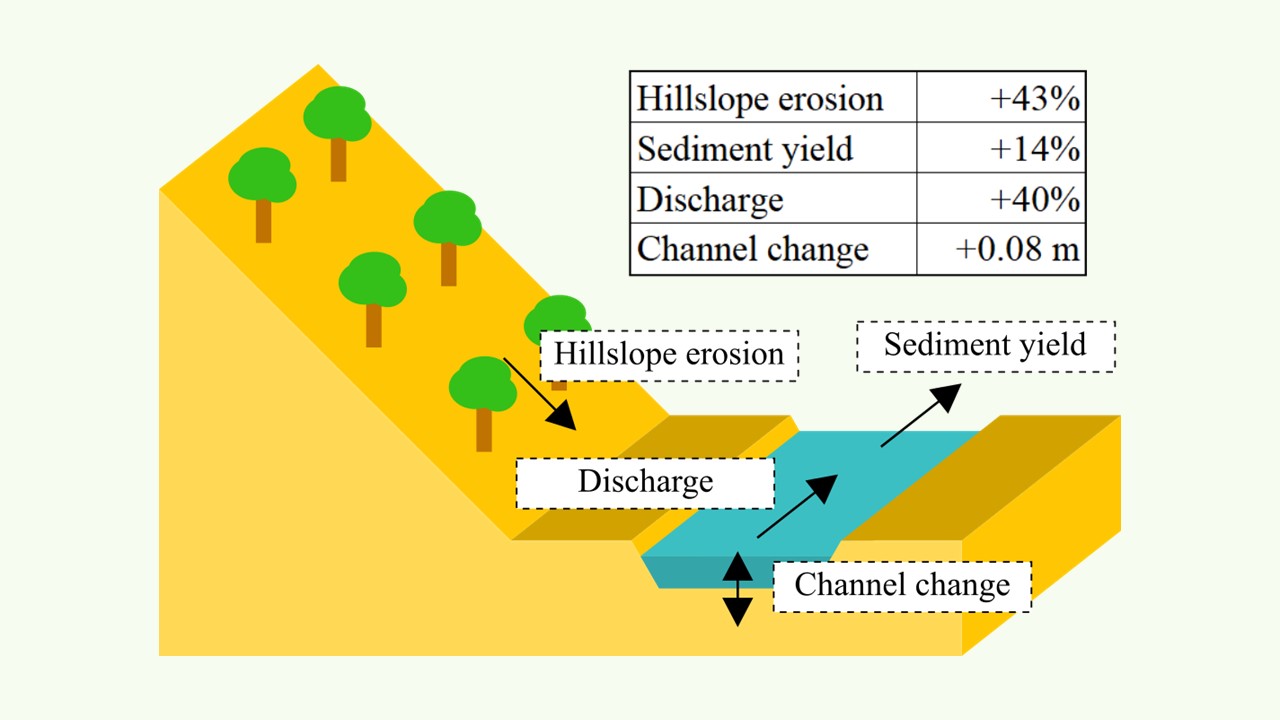 Hillslope erosion +43%
Sediment yield +14%
Discharge +40%
Channel change +0.08 m
Sediment yield
Hillslope erosion
Discharge
Channel change